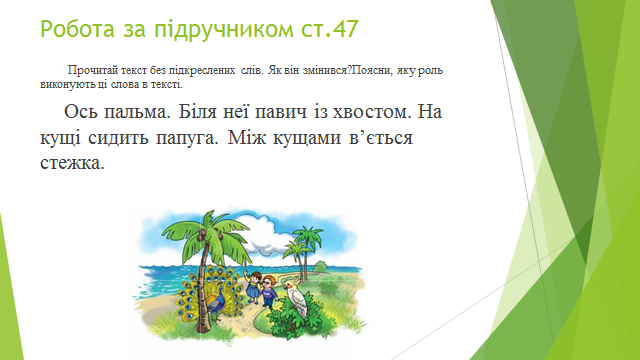 Робота за підручником ст.47
Прочитай текст без підкреслених слів. Як він змінився?Поясни, яку роль
виконують ці слова в тексті.
Ось пальма. Біля неї павич із хвостом. На
кущі сидить папуга. Між кущами в’ється
стежка.